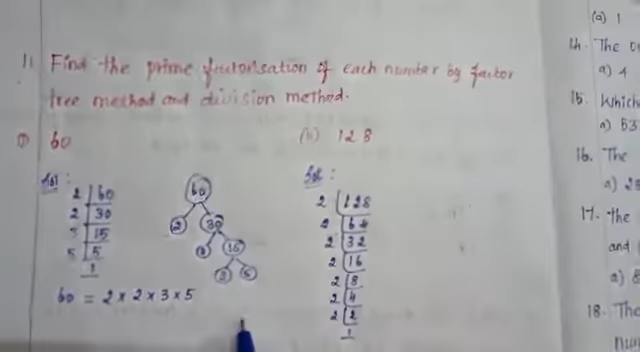 11. Find the prime factorisation of each number by factor
tree method and division method.
(i) 60
(ii) 128
Sol :
2 | 60
2 | 30
3 | 15
5 | 5
1
60
2 30
2 15
3 5
60 = 2 × 2 × 3 × 5
Sol :
2 | 128
2 | 64
2 | 32
2 | 16
2 | 8
2 | 4
2 | 2
1
(a) 1
14. The
a) 4
15. Which
a) 53
16. The
17. The
and
a) 8
18. The
num